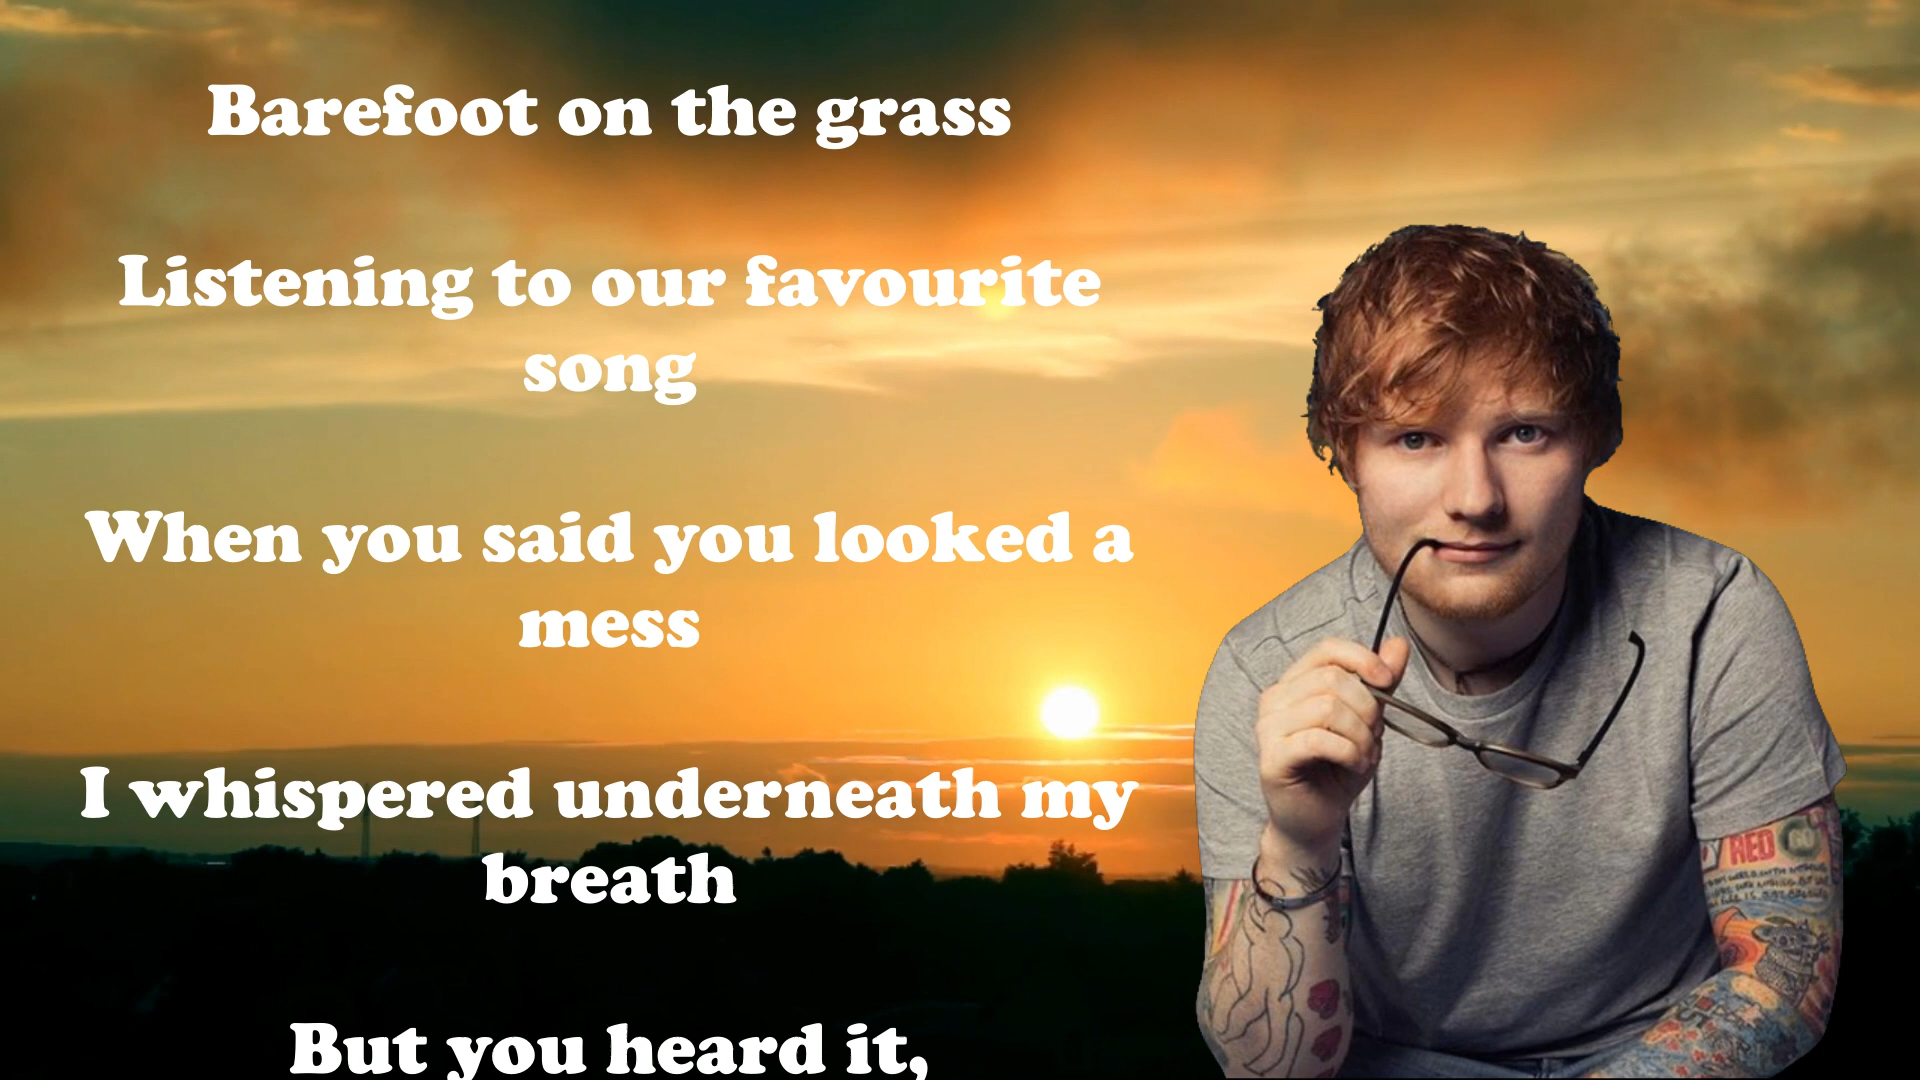 Barefoot on the grass
Listening to our favourite
song
When you said you looked a
mess
I whispered underneath my
breath
But you heard it,
RED